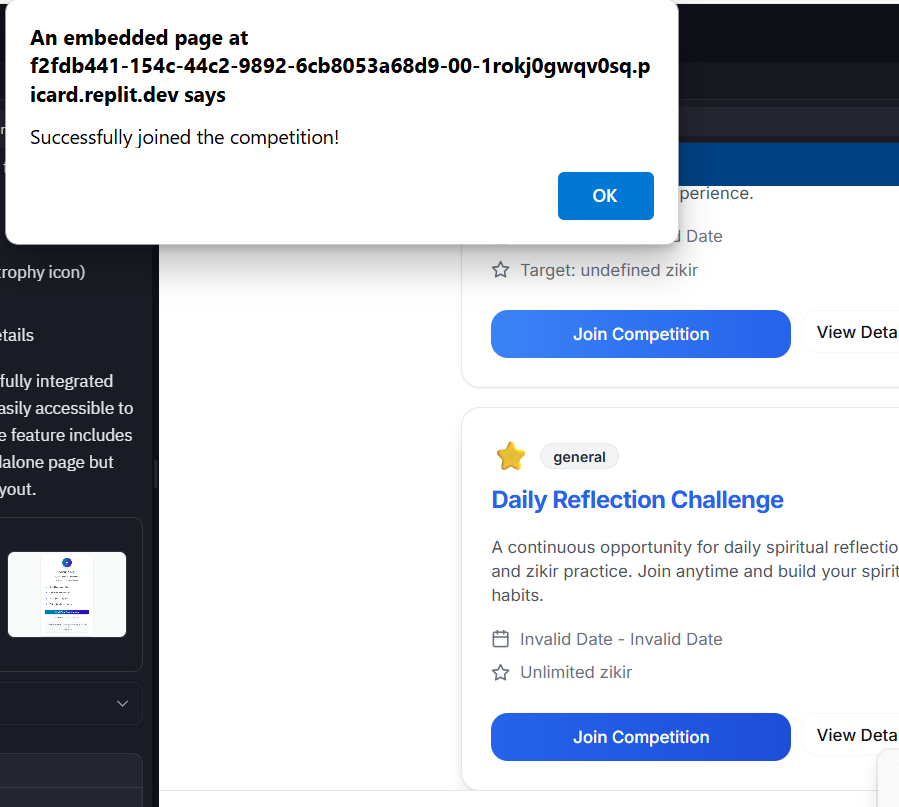 An embedded page at
f2fdb441-154c-44c2-9892-6cb8053a68d9-00-1rokj0gwqv0sq.p
icard.replit.dev says
Successfully joined the competition!
OK
perience.
d Date
Target: undefined zikir
Join Competition
View Deta
general
Daily Reflection Challenge
A continuous opportunity for daily spiritual reflectio
and zikir practice. Join anytime and build your spirit
habits.
Invalid Date - Invalid Date
Unlimited zikir
Join Competition
View Deta
rophy icon)
etails
fully integrated
asily accessible to
e feature includes
dalone page but
yout.